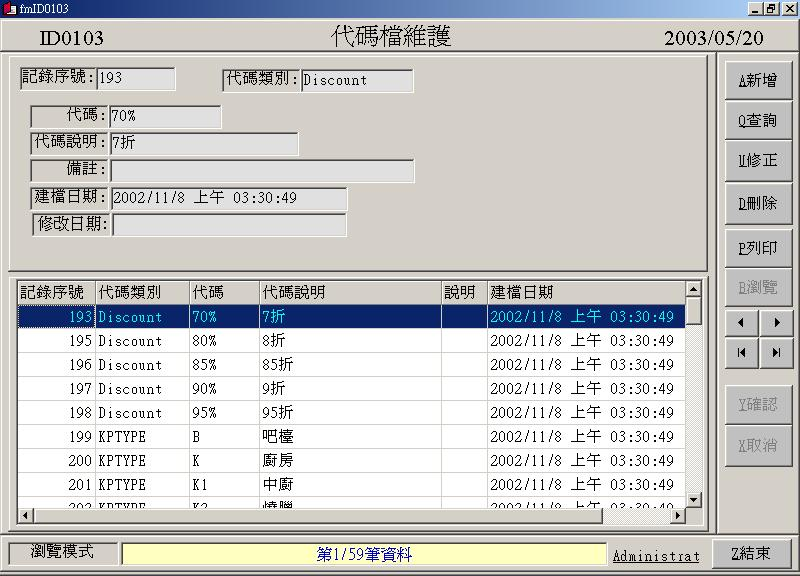 fmID0103
ID0103 代碼檔維護 2003/05/20
記錄序號: 193 代碼類別: Discount
代碼: 70%
代碼說明: 7折
備註:
建檔日期: 2002/11/8 上午 03:30:49
修改日期:
A新增
Q查詢
U修正
D刪除
P列印
B瀏覽
Y確認
X取消
記錄序號 代碼類別 代碼 代碼說明 說明 建檔日期
193 Discount 70% 7折 2002/11/8 上午 03:30:49
195 Discount 80% 8折 2002/11/8 上午 03:30:49
196 Discount 85% 85折 2002/11/8 上午 03:30:49
197 Discount 90% 9折 2002/11/8 上午 03:30:49
198 Discount 95% 95折 2002/11/8 上午 03:30:49
199 KPTYPE B 吧檯 2002/11/8 上午 03:30:49
200 KPTYPE K 廚房 2002/11/8 上午 03:30:49
201 KPTYPE K1 中廚 2002/11/8 上午 03:30:49
202 KPTYPE K2 燒臘 2002/11/8 上午 03:30:49
瀏覽模式 第1/59筆資料 Administrat Z結束